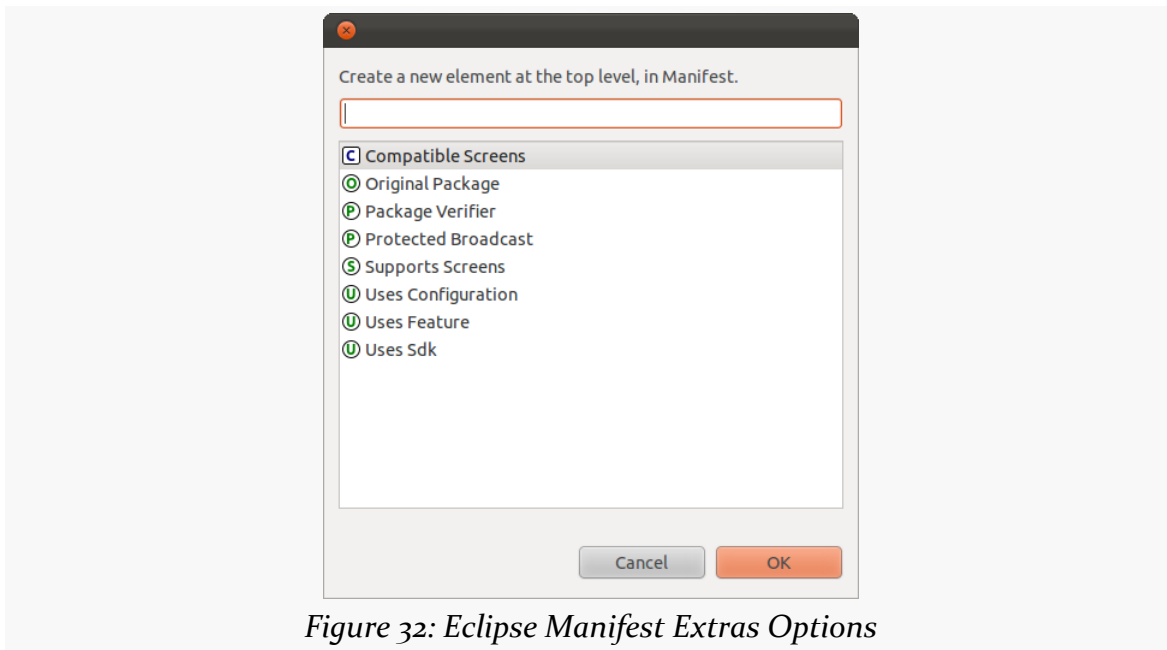 Create a new element at the top level, in Manifest.
C Compatible Screens
O Original Package
P Package Verifier
P Protected Broadcast
S Supports Screens
U Uses Configuration
U Uses Feature
U Uses Sdk
Cancel OK
Figure 32: Eclipse Manifest Extras Options